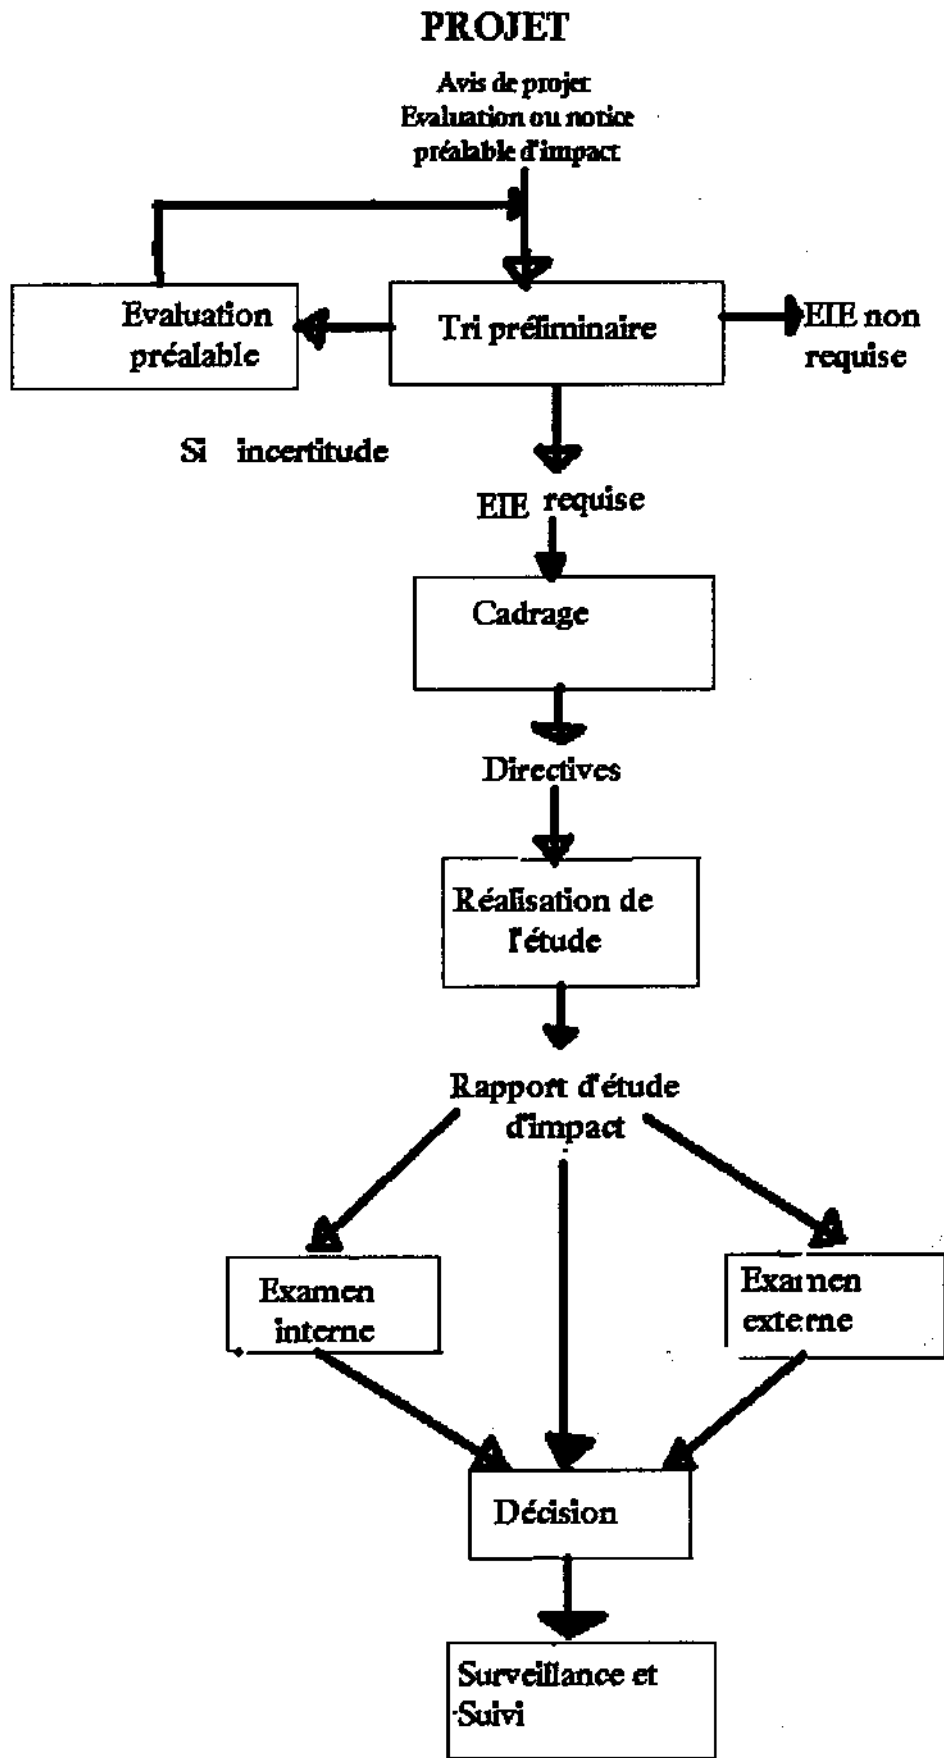 PROJET
Avis de projet
Evaluation ou notice
préalable d'impact
Evaluation
préalable
Tri préliminaire
EIE non
requise
Si incertitude
EIE requise
Cadrage
Directives
Réalisation de
l'étude
Rapport d'étude
d'impact
Examen
interne
Examen
externe
Décision
Surveillance et
Suivi